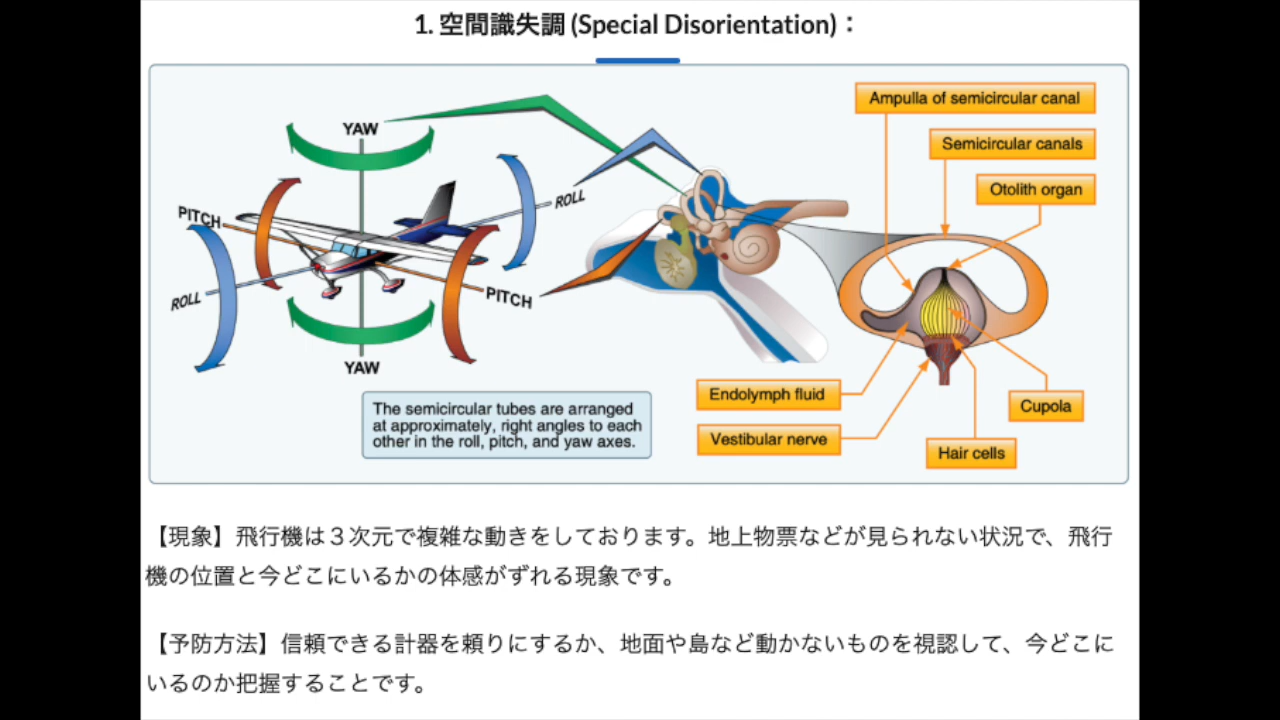 1. 空間識失調 (Special Disorientation)：
Ampulla of semicircular canal
YAW
Semicircular canals
Otolith organ
ROLL
PITCH
ROLL
PITCH
YAW
The semicircular tubes are arranged
at approximately, right angles to each
other in the roll, pitch, and yaw axes.
Endolymph fluid
Cupola
Vestibular nerve
Hair cells
【現象】飛行機は３次元で複雑な動きをしております。地上物票などが見られない状況で、飛行
機の位置と今どこにいるかの体感がずれる現象です。
【予防方法】信頼できる計器を頼りにするか、地面や島など動かないものを視認して、今どこに
いるのか把握することです。